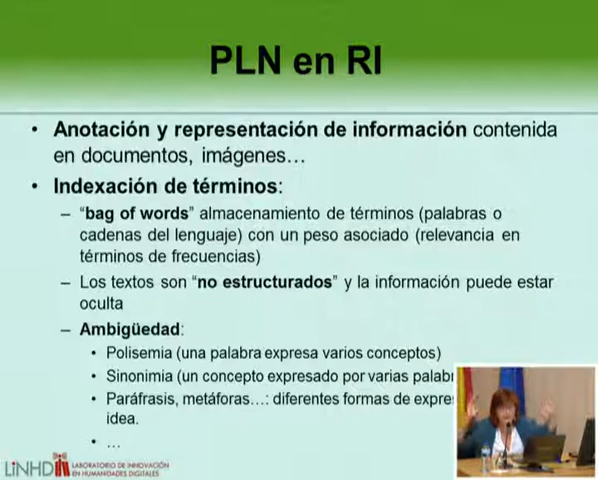 PLN en RI
• Anotación y representación de información contenida
en documentos, imágenes…
• Indexación de términos:
– “bag of words” almacenamiento de términos (palabras o
cadenas del lenguaje) con un peso asociado (relevancia en
términos de frecuencias)
– Los textos son “no estructurados” y la información puede estar
oculta
– Ambigüedad:
• Polisemia (una palabra expresa varios conceptos)
• Sinonimia (un concepto expresado por varias palabr
• Paráfrasis, metáforas…: diferentes formas de expre
idea.
• …
LINHD
LABORATORIO DE INNOVACIÓN
EN HUMANIDADES DIGITALES